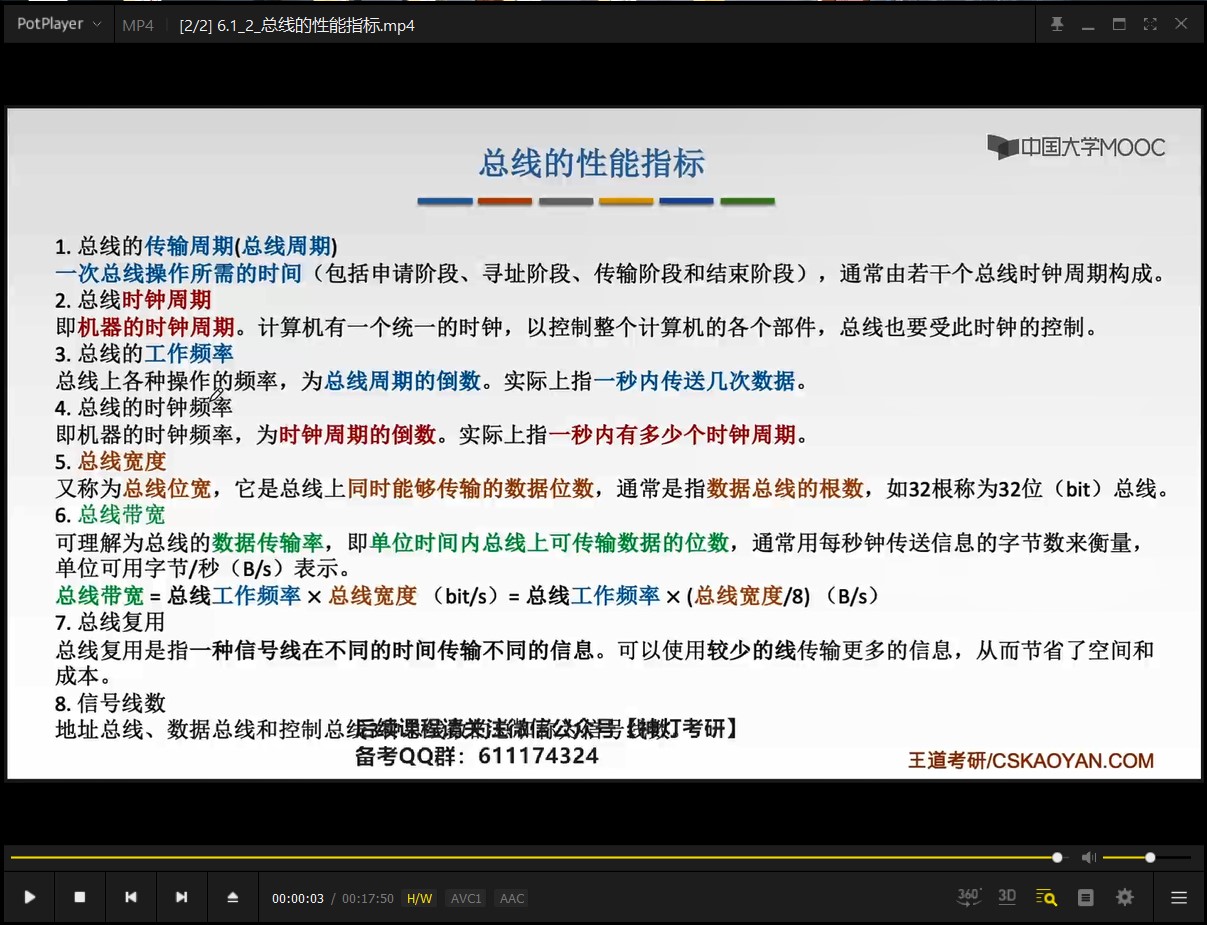 PotPlayer MP4 [2/2] 6.1_2_总线的性能指标.mp4
中国大学MOOC
总线的性能指标
1. 总线的传输周期(总线周期)
一次总线操作所需的时间（包括申请阶段、寻址阶段、传输阶段和结束阶段），通常由若干个总线时钟周期构成。
2. 总线时钟周期
即机器的时钟周期。计算机有一个统一的时钟，以控制整个计算机的各个部件，总线也要受此时钟的控制。
3. 总线的工作频率
总线上各种操作的频率，为总线周期的倒数。实际上指一秒内传送几次数据。
4. 总线的时钟频率
即机器的时钟频率，为时钟周期的倒数。实际上指一秒内有多少个时钟周期。
5. 总线宽度
又称为总线位宽，它是总线上同时能够传输的数据位数，通常是指数据总线的根数，如32根称为32位（bit）总线。
6. 总线带宽
可理解为总线的数据传输率，即单位时间内总线上可传输数据的位数，通常用每秒钟传送信息的字节数来衡量，
单位可用字节/秒（B/s）表示。
总线带宽 = 总线工作频率 × 总线宽度 （bit/s）= 总线工作频率 × (总线宽度/8) （B/s）
7. 总线复用
总线复用是指一种信号线在不同的时间传输不同的信息。可以使用较少的线传输更多的信息，从而节省了空间和
成本。
8. 信号线数
地址总线、数据总线和控制总线
后续课程请关注微信公众号【神灯考研】
备考QQ群：611174324
王道考研/CSKAOYAN.COM
00:00:03 / 00:17:50 H/W AVC1 AAC
360° 3D